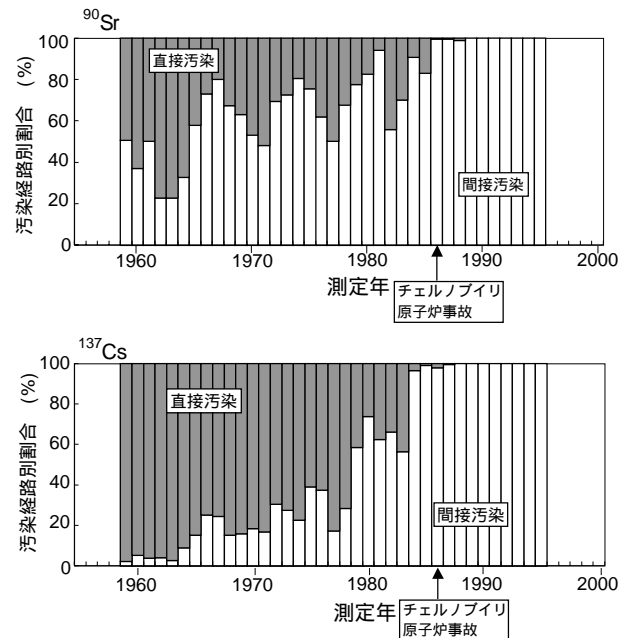 90Sr
汚染経路別割合 (%)
100
80
60
40
20
0
直接汚染
間接汚染
1960
1970
1980
1990
2000
測定年
チェルノブイリ
原子炉事故
137Cs
汚染経路別割合 (%)
100
80
60
40
20
0
直接汚染
間接汚染
1960
1970
1980
1990
2000
測定年
チェルノブイリ
原子炉事故